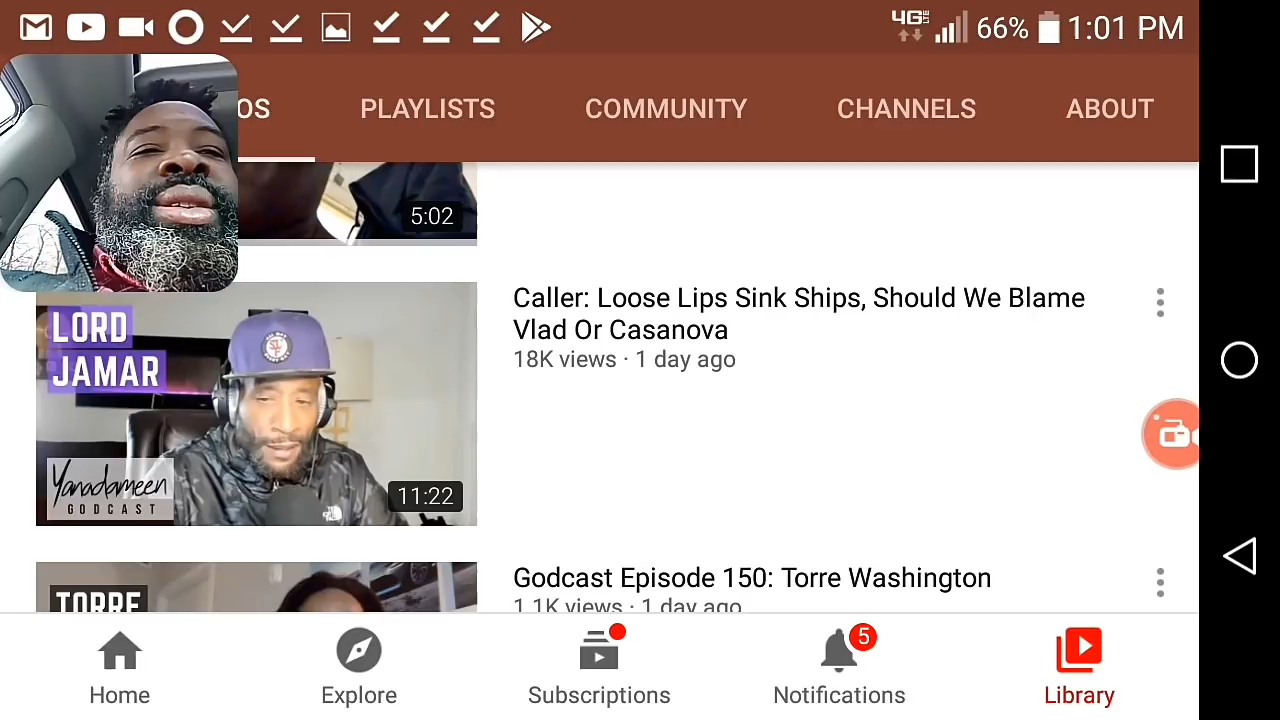 4G 66% 1:01 PM
OS PLAYLISTS COMMUNITY CHANNELS ABOUT
5:02
LORD
JAMAR
Yanadameen
GODCAST
11:22
Caller: Loose Lips Sink Ships, Should We Blame
Vlad Or Casanova
18K views · 1 day ago
TORRE
Godcast Episode 150: Torre Washington
1.1K views · 1 day ago
Home Explore Subscriptions Notifications 5 Library